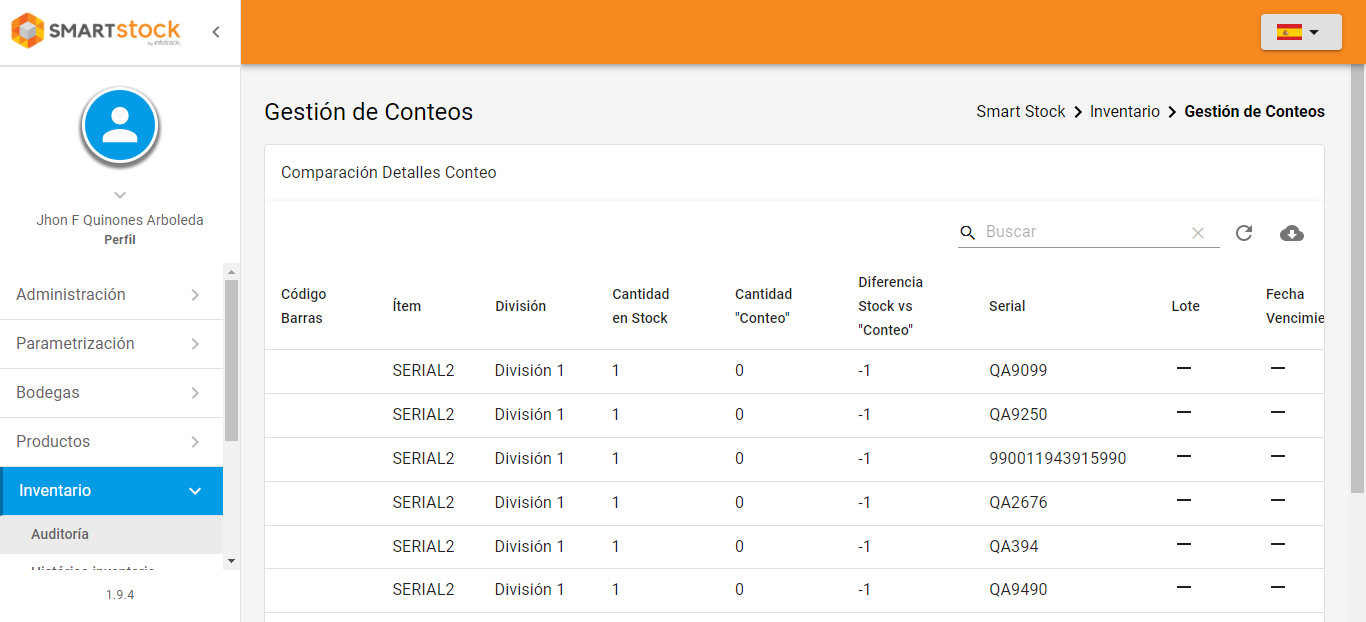 SMARTstock
by infotrack.
Jhon F Quinones Arboleda
Perfil
Administración
Parametrización
Bodegas
Productos
Inventario
Auditoría
Histórico inventario
1.9.4
Gestión de Conteos
Smart Stock > Inventario > Gestión de Conteos
Comparación Detalles Conteo
Buscar
Código Barras Ítem División Cantidad en Stock Cantidad "Conteo" Diferencia Stock vs "Conteo" Serial Lote Fecha Vencimie
SERIAL2 División 1 1 0 -1 QA9099 — —
SERIAL2 División 1 1 0 -1 QA9250 — —
SERIAL2 División 1 1 0 -1 990011943915990 — —
SERIAL2 División 1 1 0 -1 QA2676 — —
SERIAL2 División 1 1 0 -1 QA394 — —
SERIAL2 División 1 1 0 -1 QA9490 — —